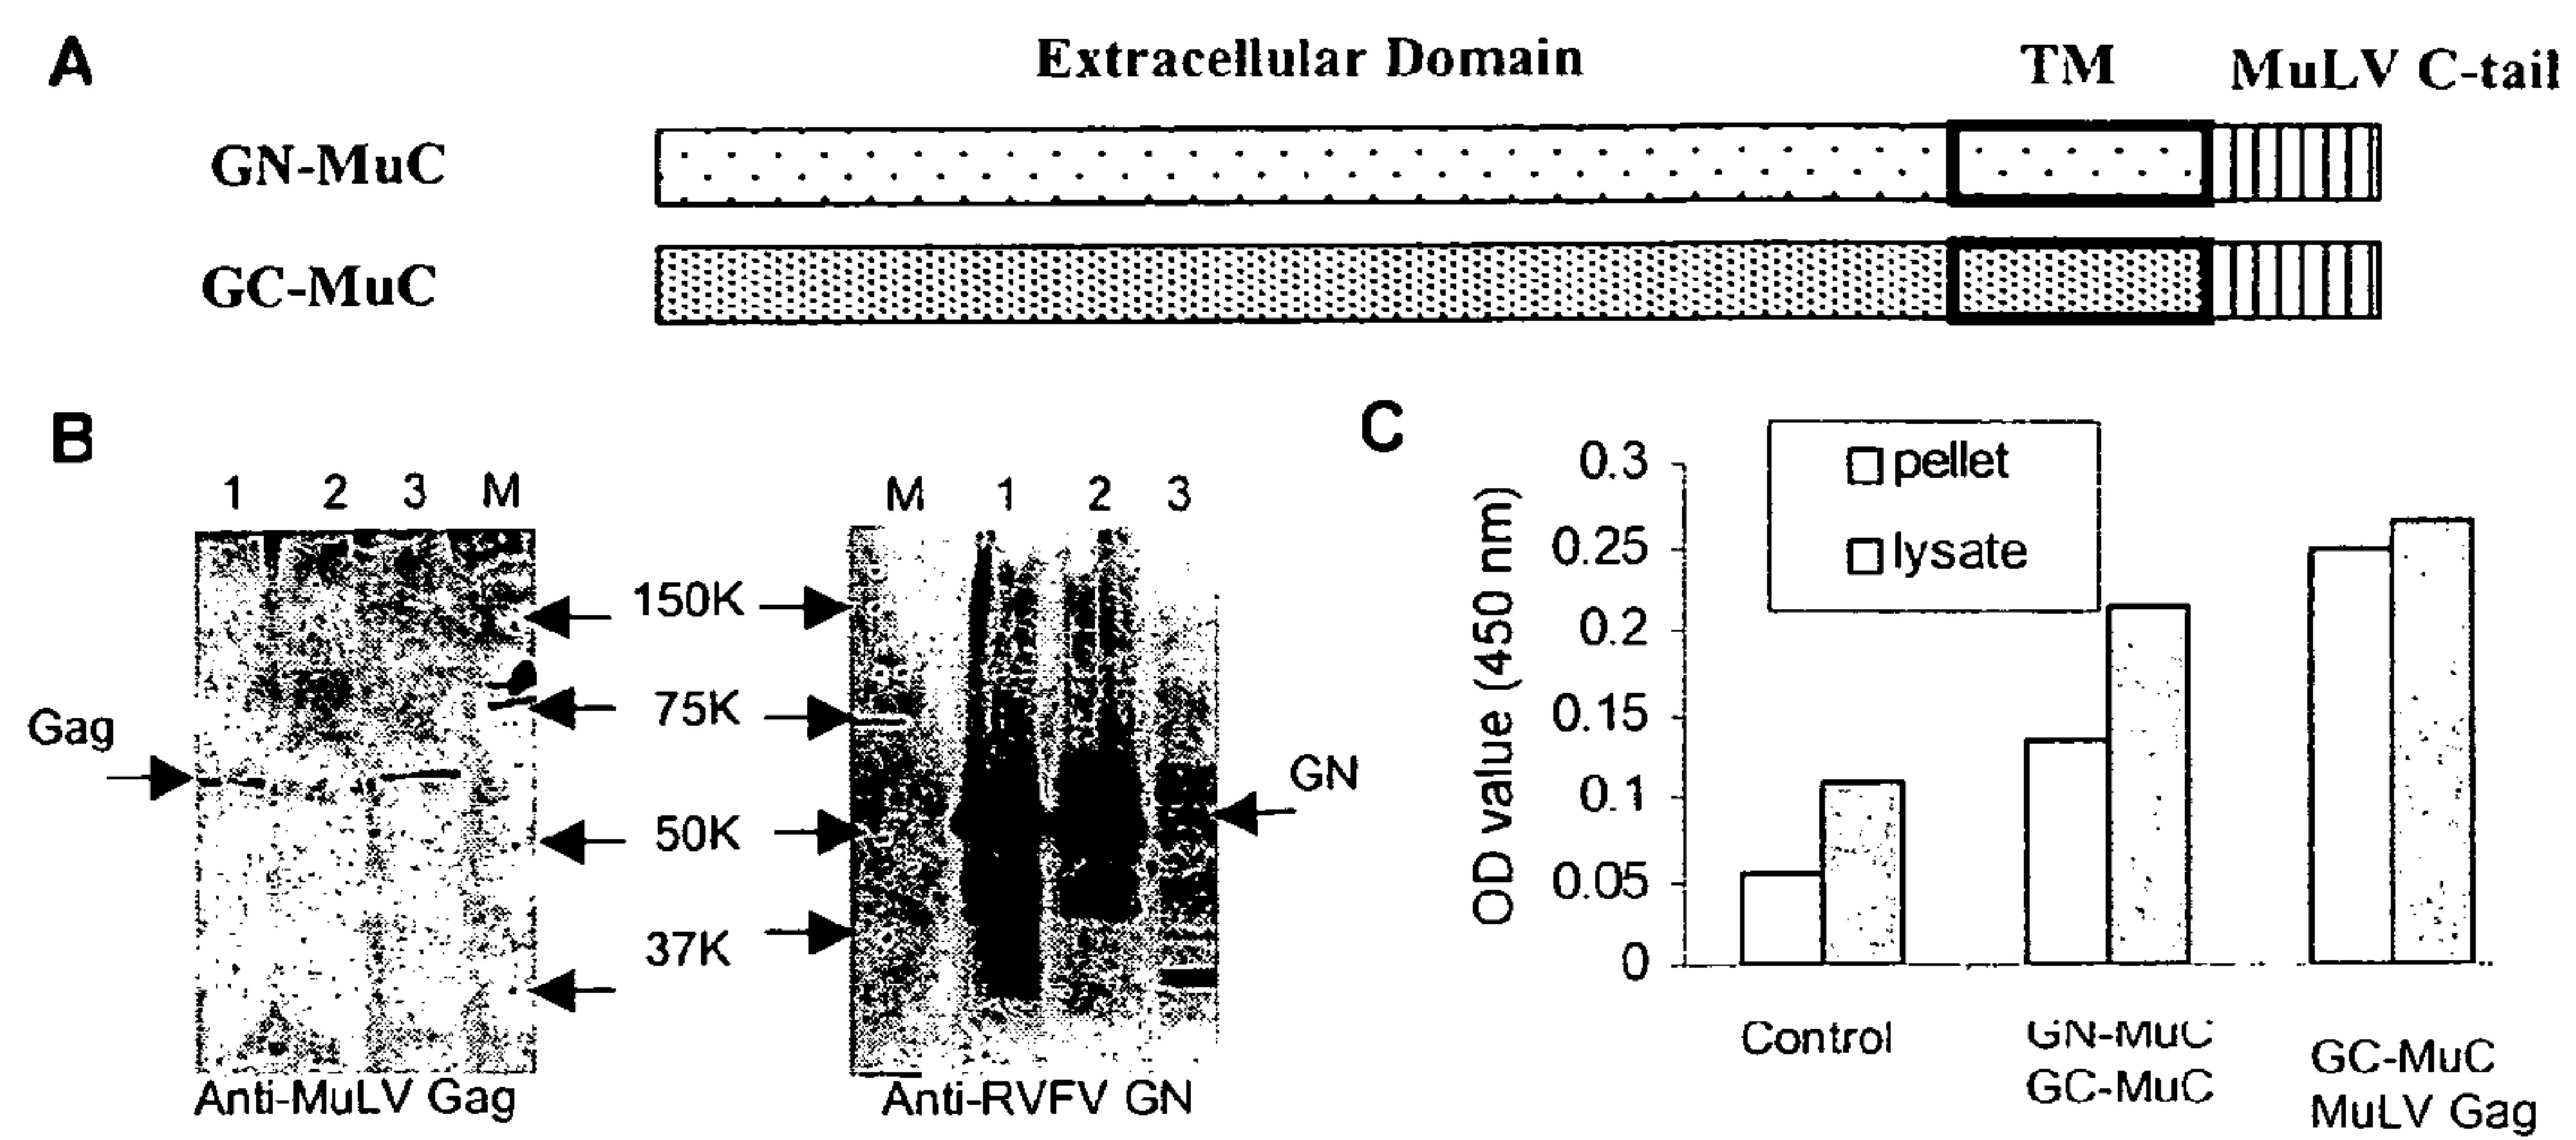 A
Extracellular Domain
TM
MuLV C-tail
GN-MuC
GC-MuC
B
1 2 3 M
M 1 2 3
150K
75K
50K
37K
Gag
GN
Anti-MuLV Gag
Anti-RVFV GN
C
pellet
lysate
OD value (450 nm)
0.3
0.25
0.2
0.15
0.1
0.05
0
Control
GN-MuC
GC-MuC
GC-MuC
MuLV Gag